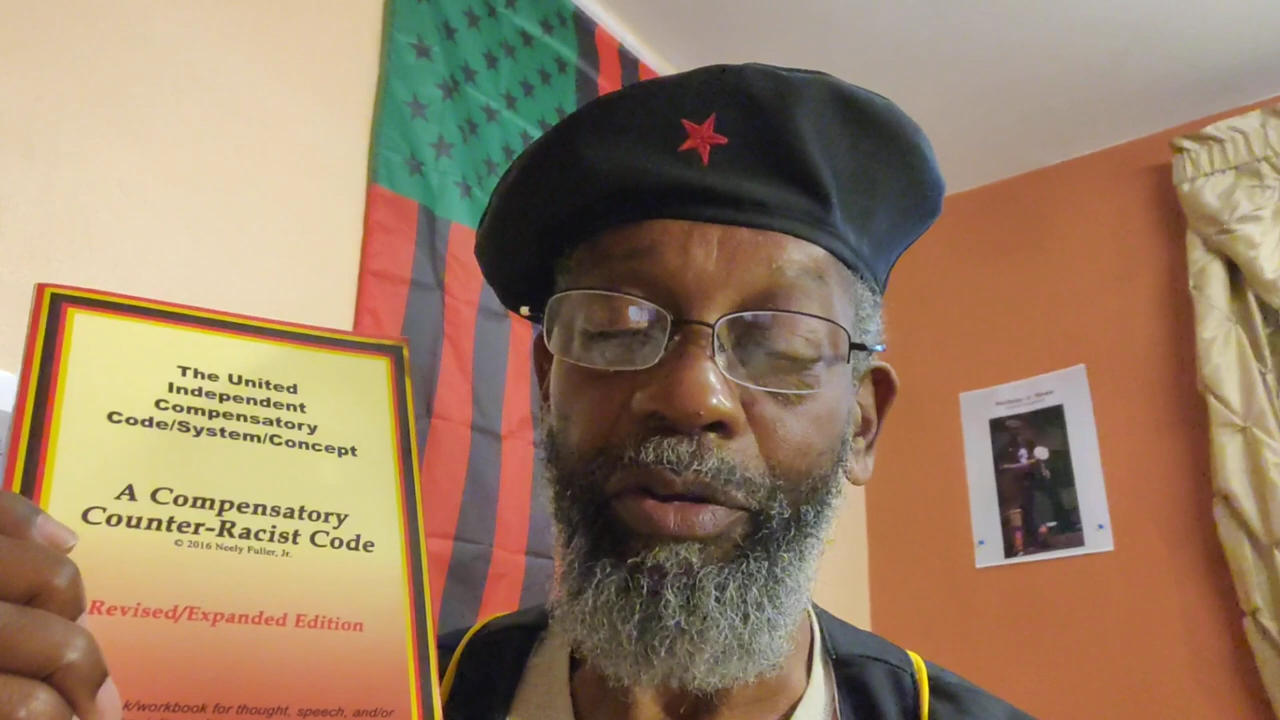 The United
Independent
Compensatory
Code/System/Concept
A Compensatory
Counter-Racist Code
© 2016 Neely Fuller, Jr.
Revised/Expanded Edition
k/workbook for thought, speech, and/or